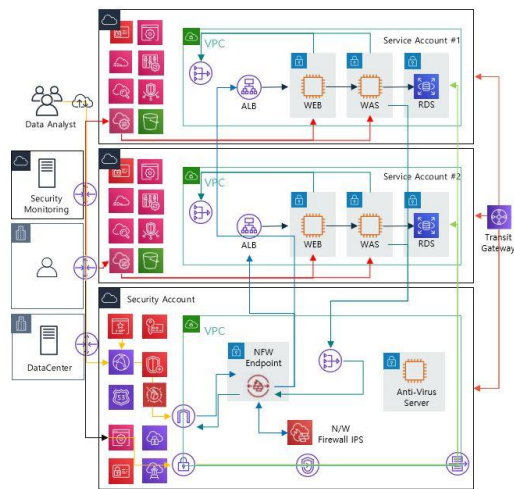 Service Account #1
VPC
Data Analyst
ALB
WEB
WAS
RDS
Security
Monitoring
Service Account #2
VPC
ALB
WEB
WAS
RDS
Transit
Gateway
Security Account
VPC
NFW
Endpoint
DataCenter
53
Anti-Virus
Server
N/W
Firewall IPS